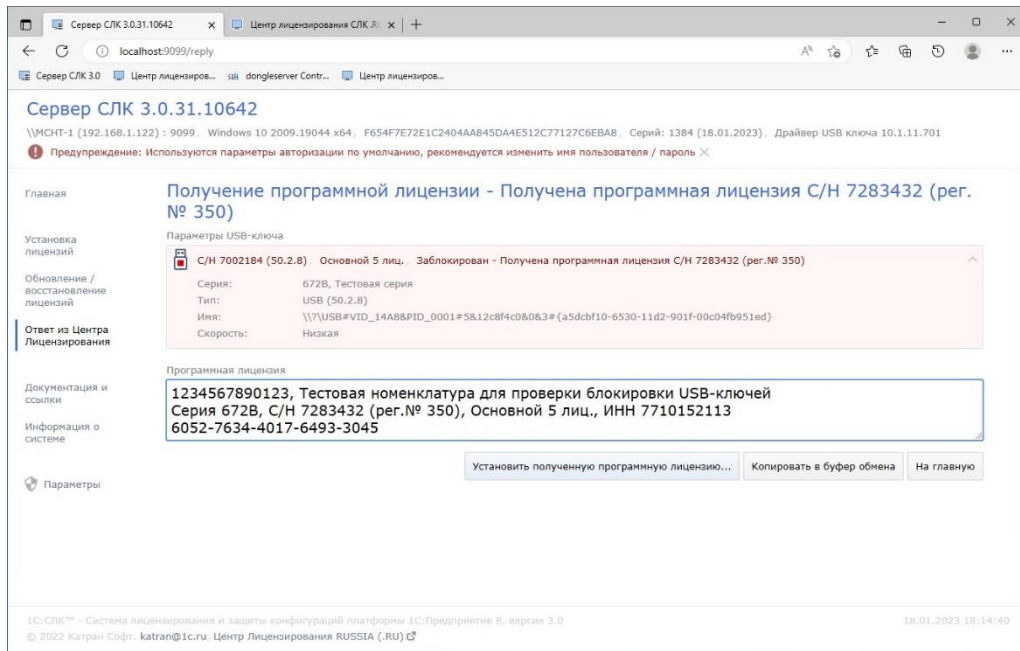 Сервер СЛК 3.0.31.10642
Центр лицензирования СЛК .RU
localhost:9099/reply
Сервер СЛК 3.0
Центр лицензиров...
dongleserver Contr...
Центр лицензиров...
Сервер СЛК 3.0.31.10642
\\MCHT-1 (192.168.1.122) : 9099, Windows 10 2009.19044 x64, F654F7E72E1C2404AA845DA4E512C77127C6EBA8, Серий: 1384 (18.01.2023), Драйвер USB ключа 10.1.11.701
Предупреждение: Используются параметры авторизации по умолчанию, рекомендуется изменить имя пользователя / пароль
Главная
Установка
лицензий
Обновление /
восстановление
лицензий
Ответ из Центра
Лицензирования
Документация и
ссылки
Информация о
системе
Параметры
Получение программной лицензии - Получена программная лицензия С/Н 7283432 (рег.
№ 350)
Параметры USB-ключа
С/Н 7002184 (50.2.8), Основной 5 лиц., Заблокирован - Получена программная лицензия С/Н 7283432 (рег.№ 350)
Серия: 672B, Тестовая серия
Тип: USB (50.2.8)
Имя: \\?\USB#VID_14A8&PID_0001#5&12c8f4c0&0&3#{a5dcbf10-6530-11d2-901f-00c04fb951ed}
Скорость: Низкая
Программная лицензия
1234567890123, Тестовая номенклатура для проверки блокировки USB-ключей
Серия 672B, С/Н 7283432 (рег.№ 350), Основной 5 лиц., ИНН 7710152113
6052-7634-4017-6493-3045
Установить полученную программную лицензию...
Копировать в буфер обмена
На главную
1С:СЛК™ – Система лицензирования и защиты конфигураций платформы 1С:Предприятие 8, версия 3.0
18.01.2023 18:14:40
© 2022 Катран Софт. katran@1c.ru. Центр Лицензирования RUSSIA (.RU)